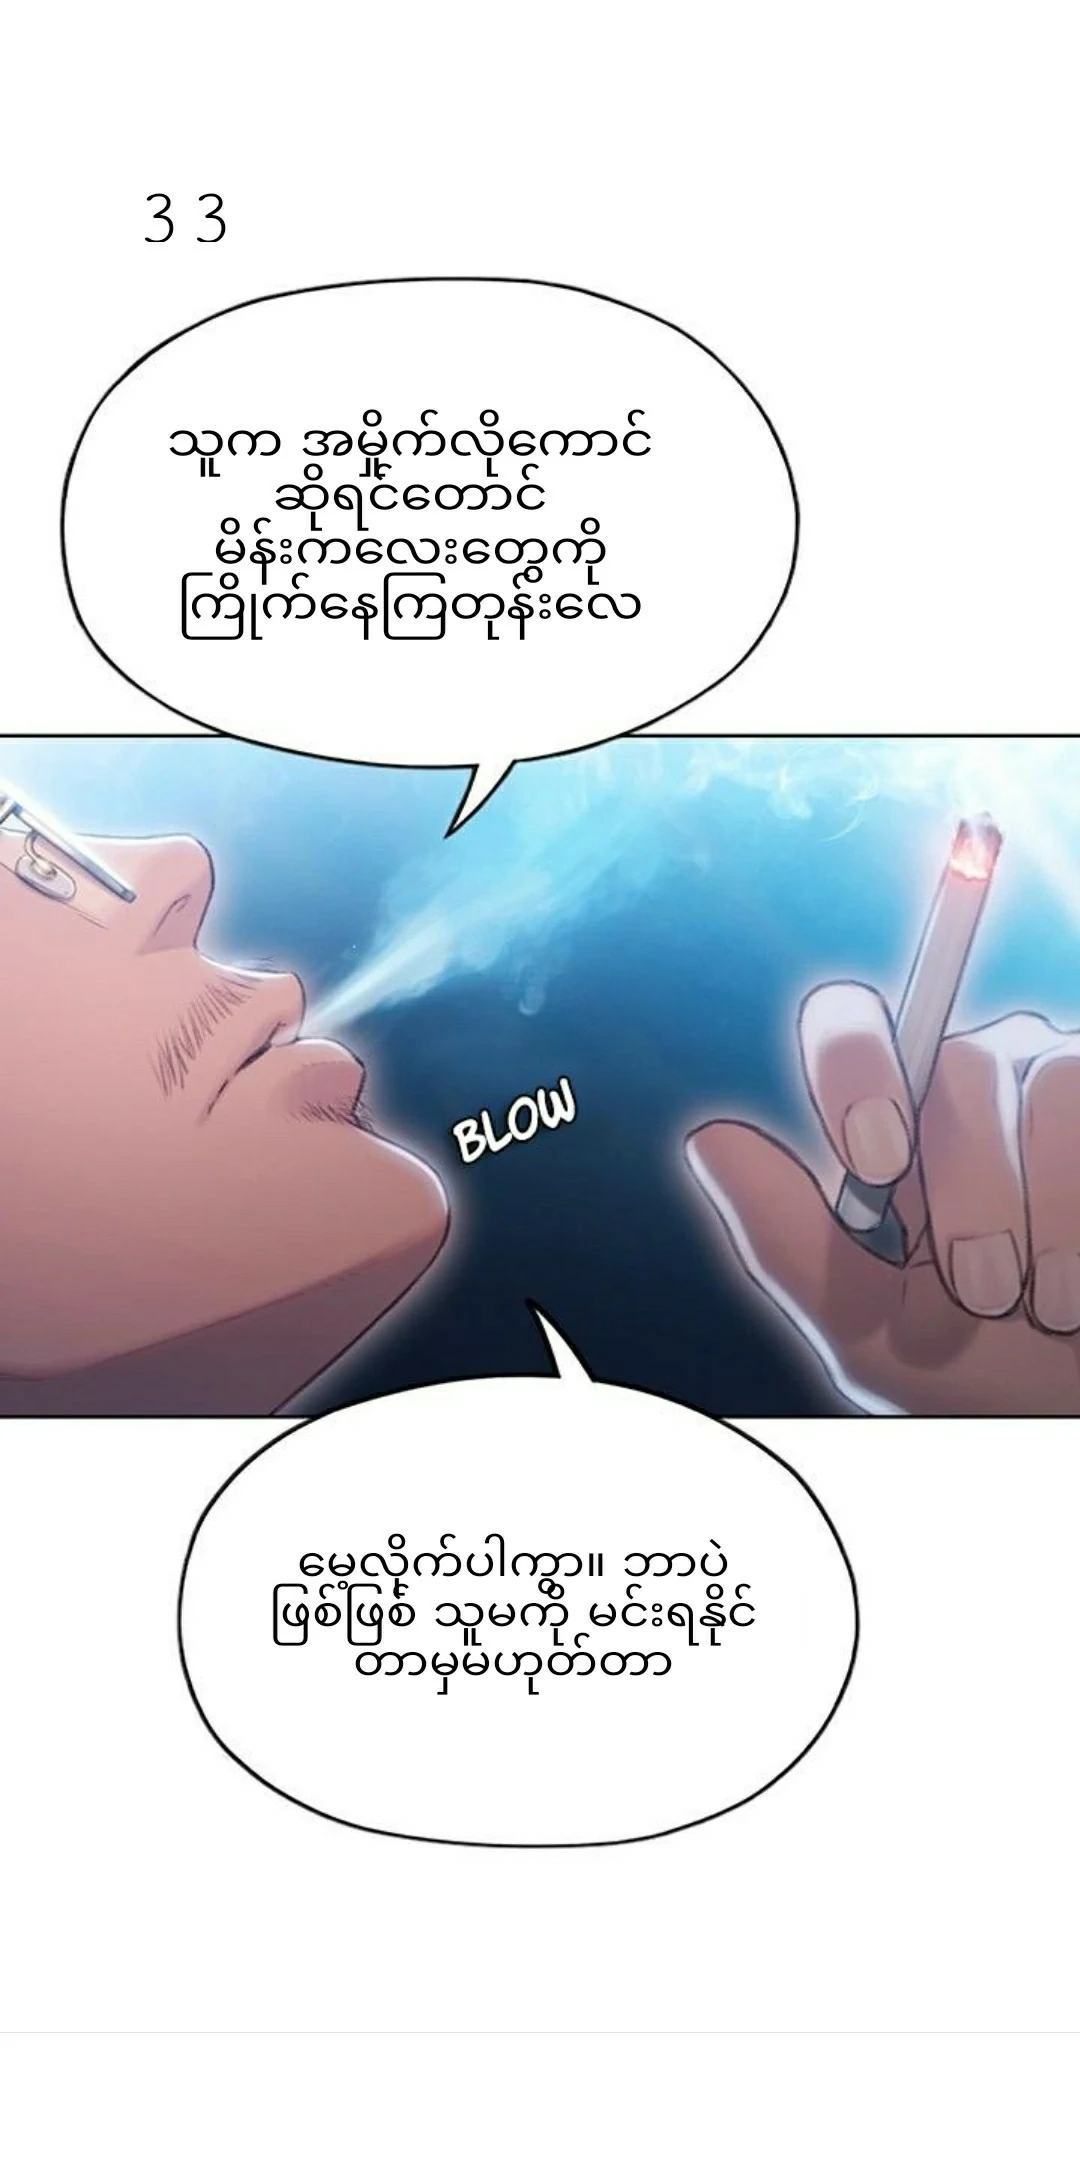 33
သူက အမှိုက်လိုကောင်
ဆိုရင်တောင်
မိန်းကလေးတွေကို
ကြိုက်နေကြတုန်းလေ
BLOW
မေ့လိုက်ပါကွာ။ ဘာပဲ
ဖြစ်ဖြစ် သူမကို မင်းရနိုင်
တာမှမဟုတ်တာ